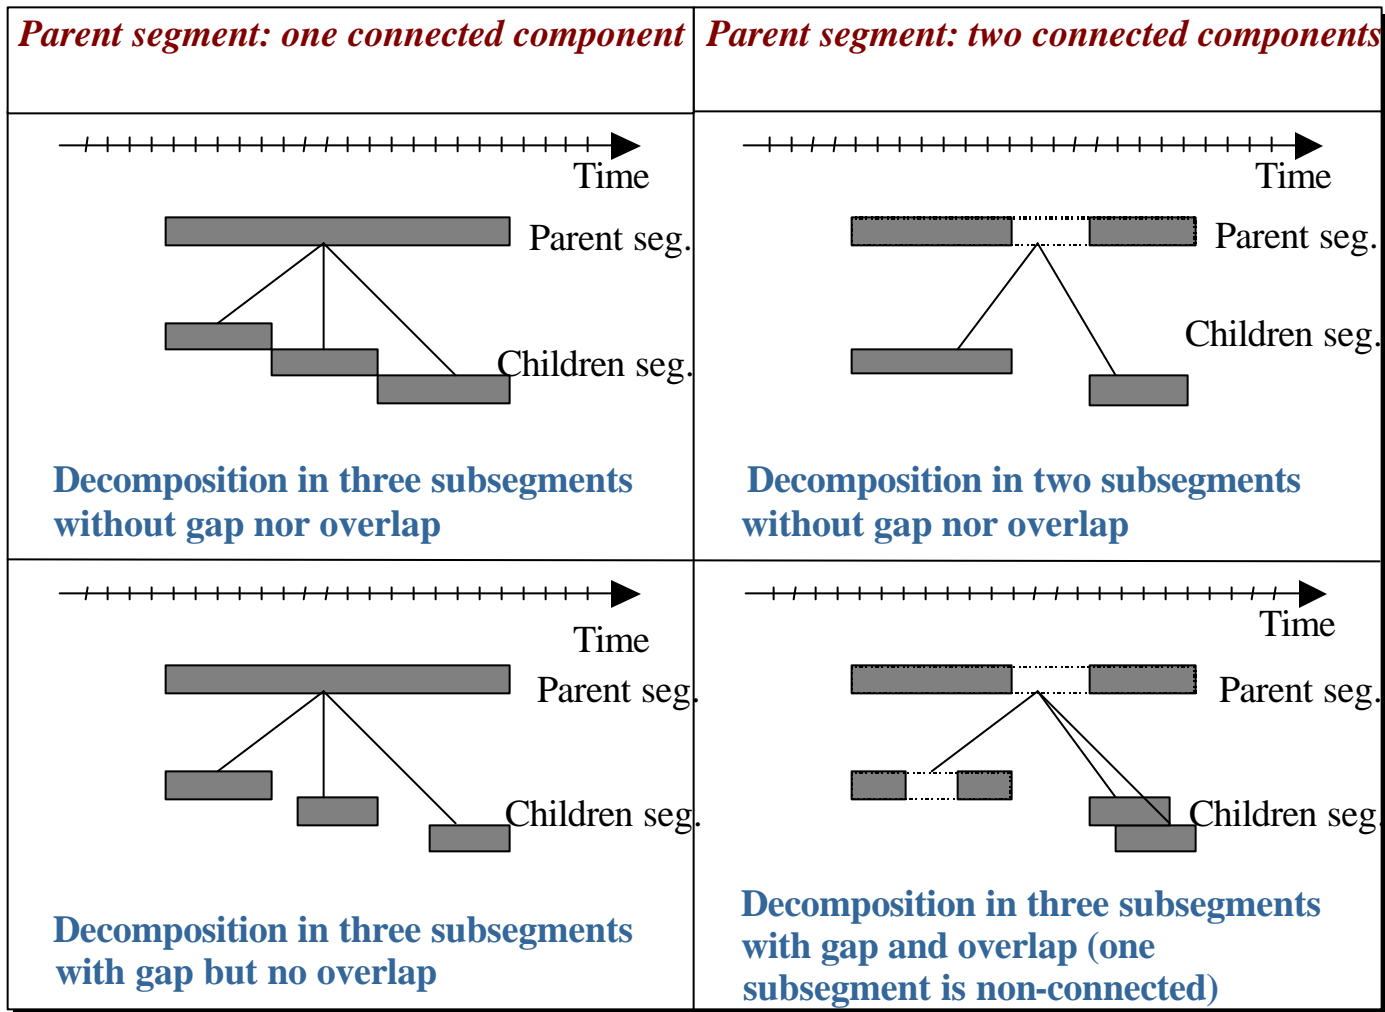 Parent segment: one connected component
Parent segment: two connected components
Time
Parent seg.
Children seg.
Decomposition in three subsegments
without gap nor overlap
Time
Parent seg.
Children seg.
Decomposition in two subsegments
without gap nor overlap
Time
Parent seg.
Children seg.
Decomposition in three subsegments
with gap but no overlap
Time
Parent seg.
Children seg.
Decomposition in three subsegments
with gap and overlap (one
subsegment is non-connected)